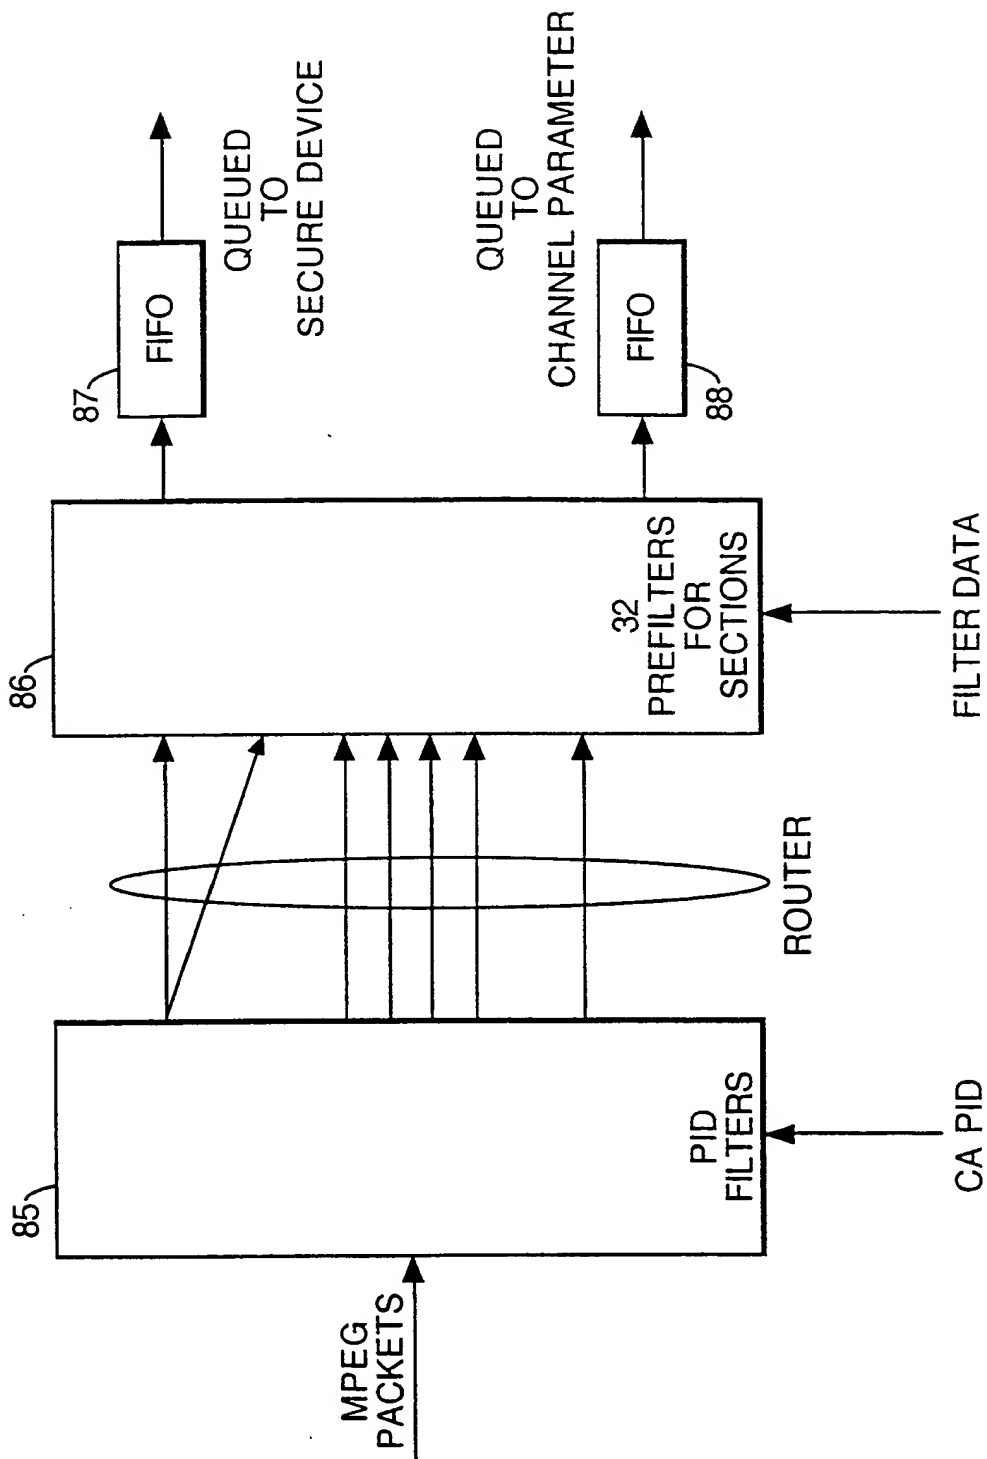 MPEG
PACKETS
85
PID
FILTERS
CA PID
ROUTER
86
32
PREFILTERS
FOR
SECTIONS
FILTER DATA
87
FIFO
QUEUED
TO
SECURE DEVICE
88
FIFO
QUEUED
TO
CHANNEL PARAMETER